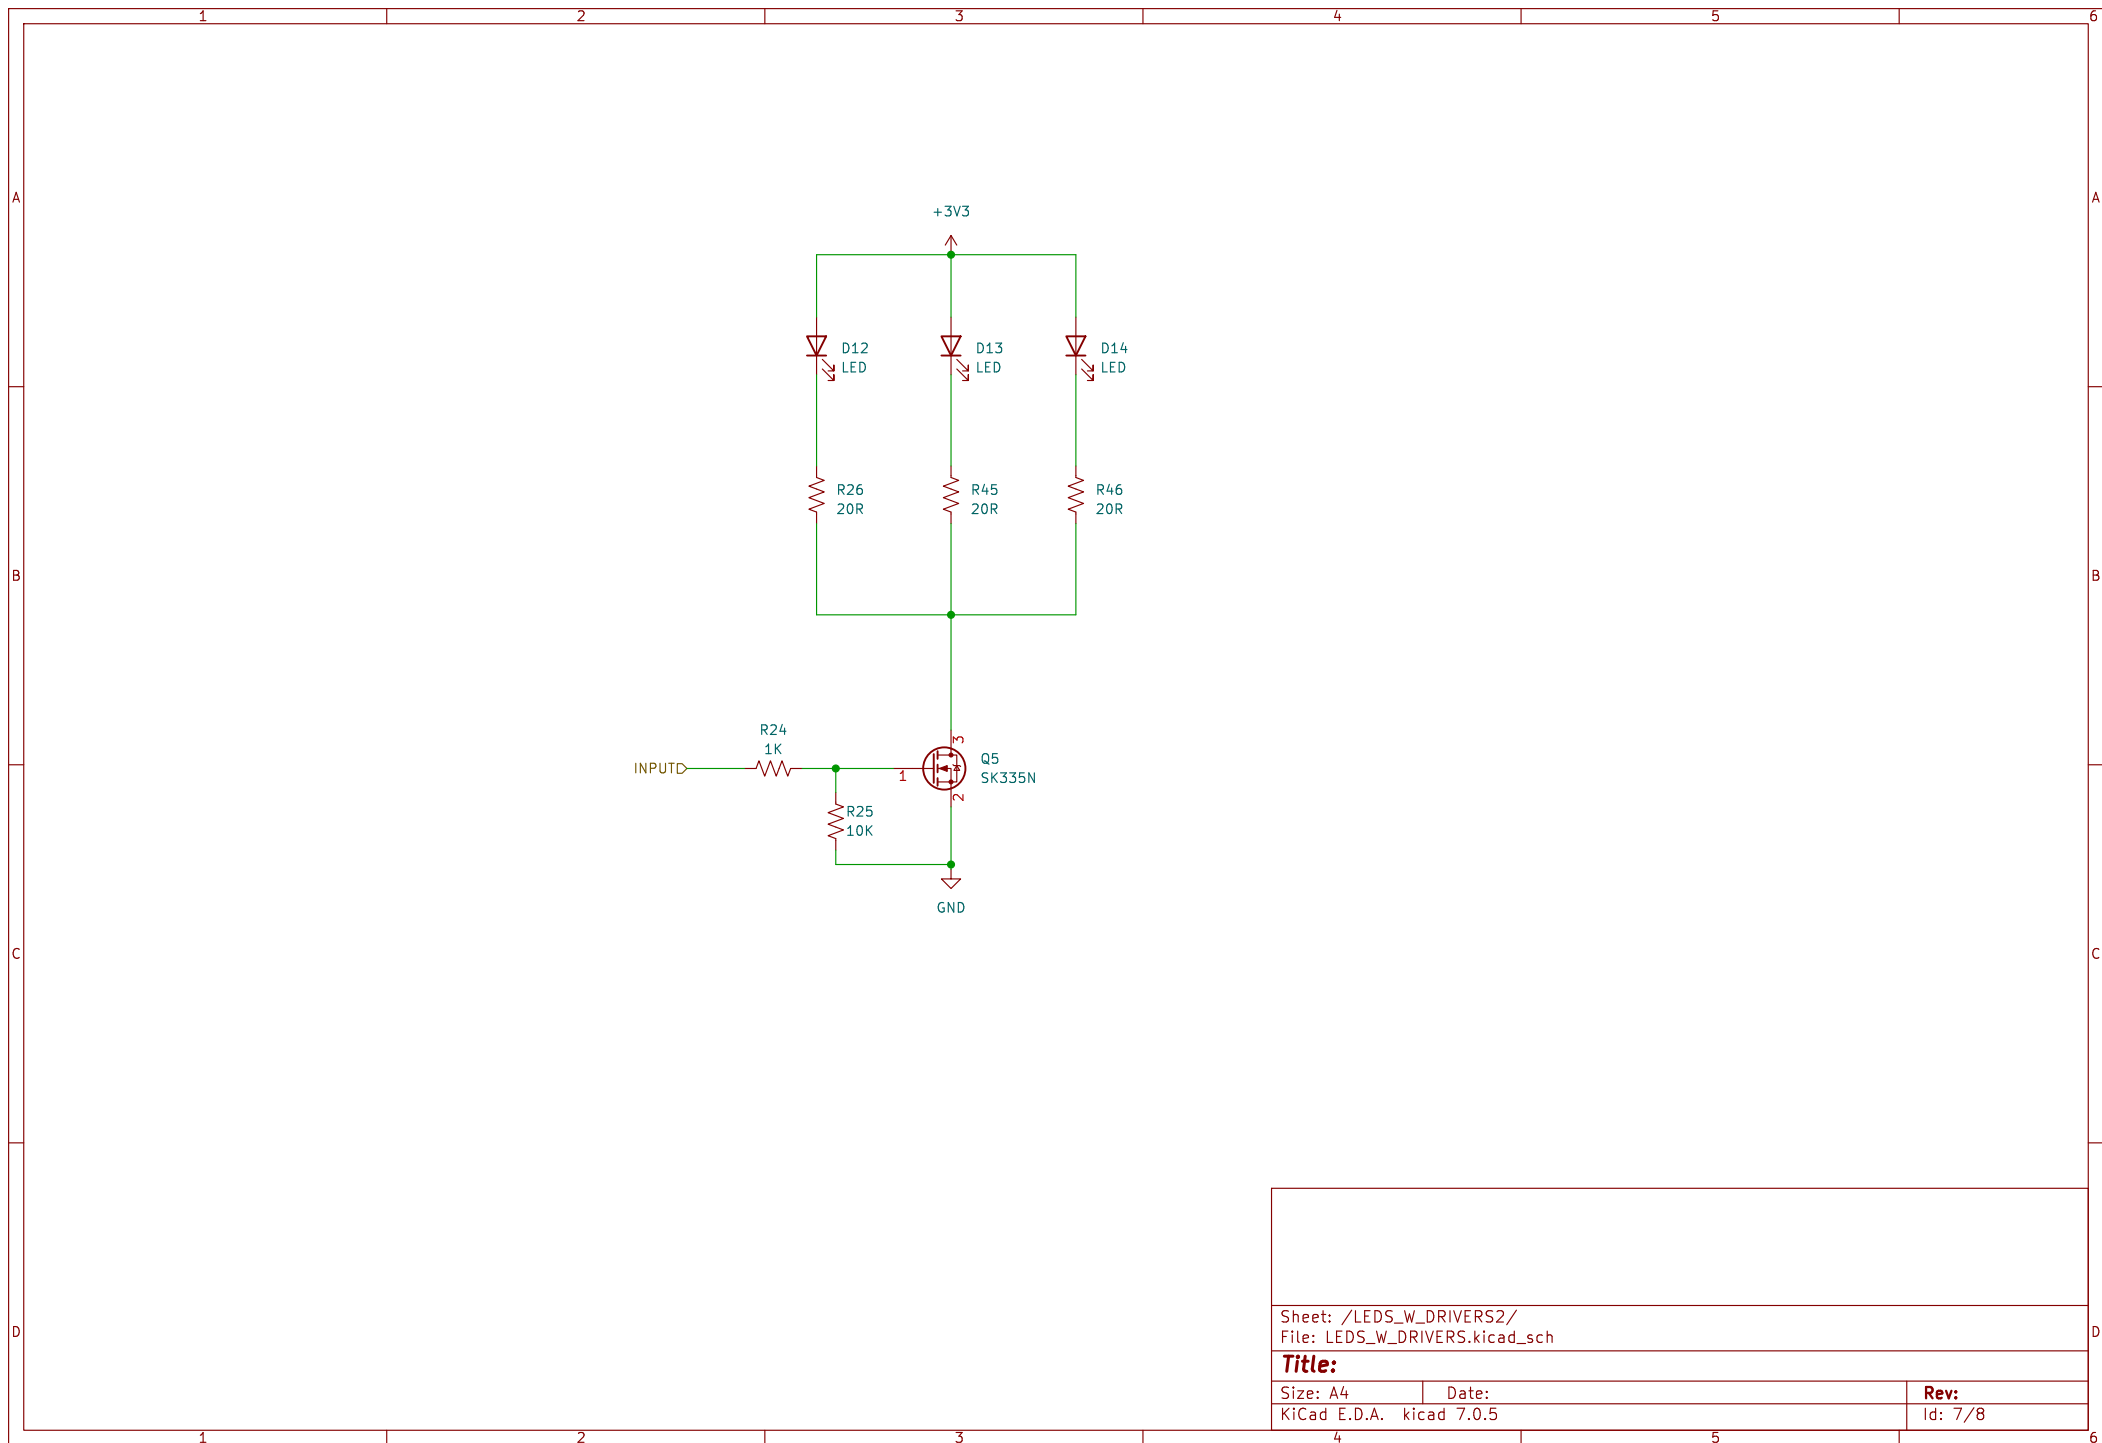 1 2 3 4 5 6
A A
+3V3
D12 D13 D14
LED LED LED
R26 R45 R46
20R 20R 20R
B B
R24
1K
INPUT
3
Q5
SK335N
1
2
R25
10K
GND
C C
Sheet: /LEDS_W_DRIVERS2/
File: LEDS_W_DRIVERS.kicad_sch
D D
Title:
Size: A4 Date: Rev:
KiCad E.D.A. kicad 7.0.5 Id: 7/8
1 2 3 4 5 6